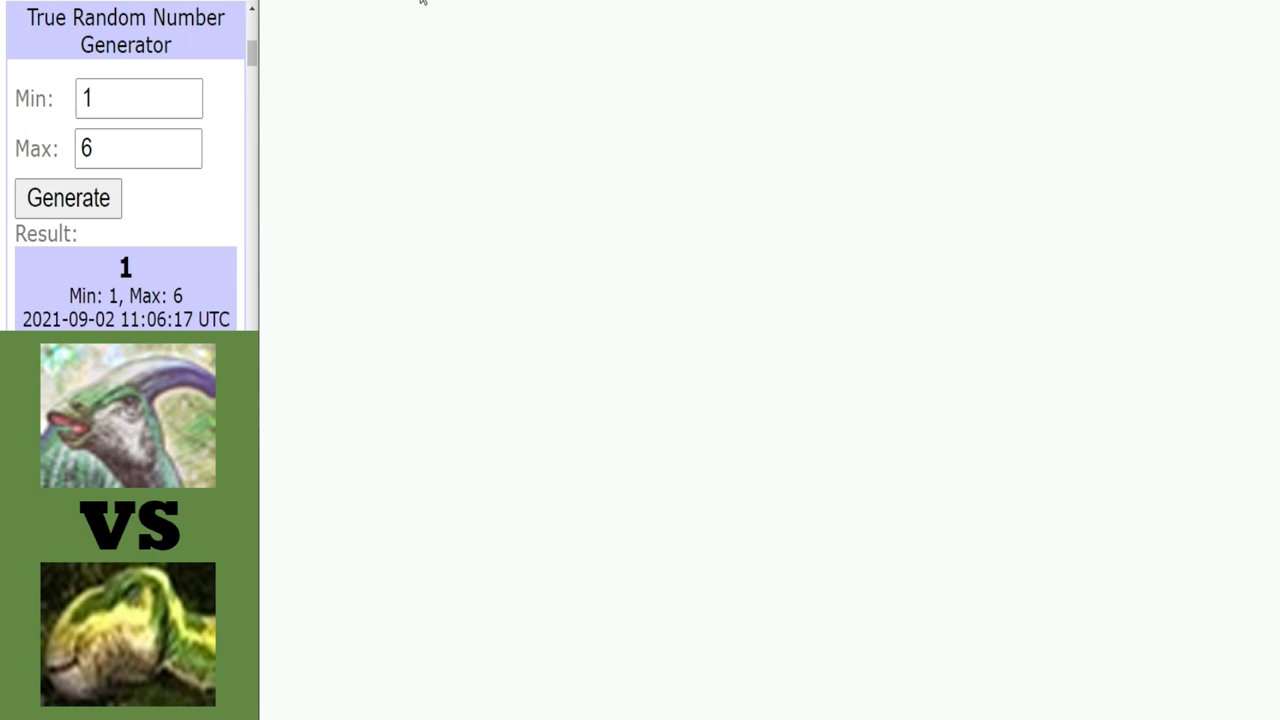 True Random Number
Generator
Min: 1
Max: 6
Generate
Result:
1
Min: 1, Max: 6
2021-09-02 11:06:17 UTC
VS